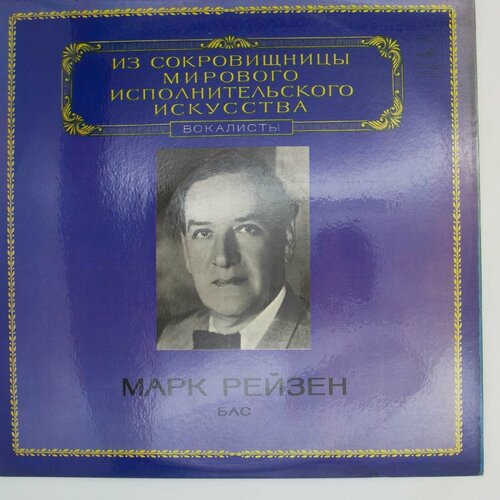 ИЗ СОКРОВИЩНИЦЫ
МИРОВОГО
ИСПОЛНИТЕЛЬСКОГО
ИСКУССТВА
ВОКАЛИСТЫ
МАРК РЕЙЗЕН
БАС